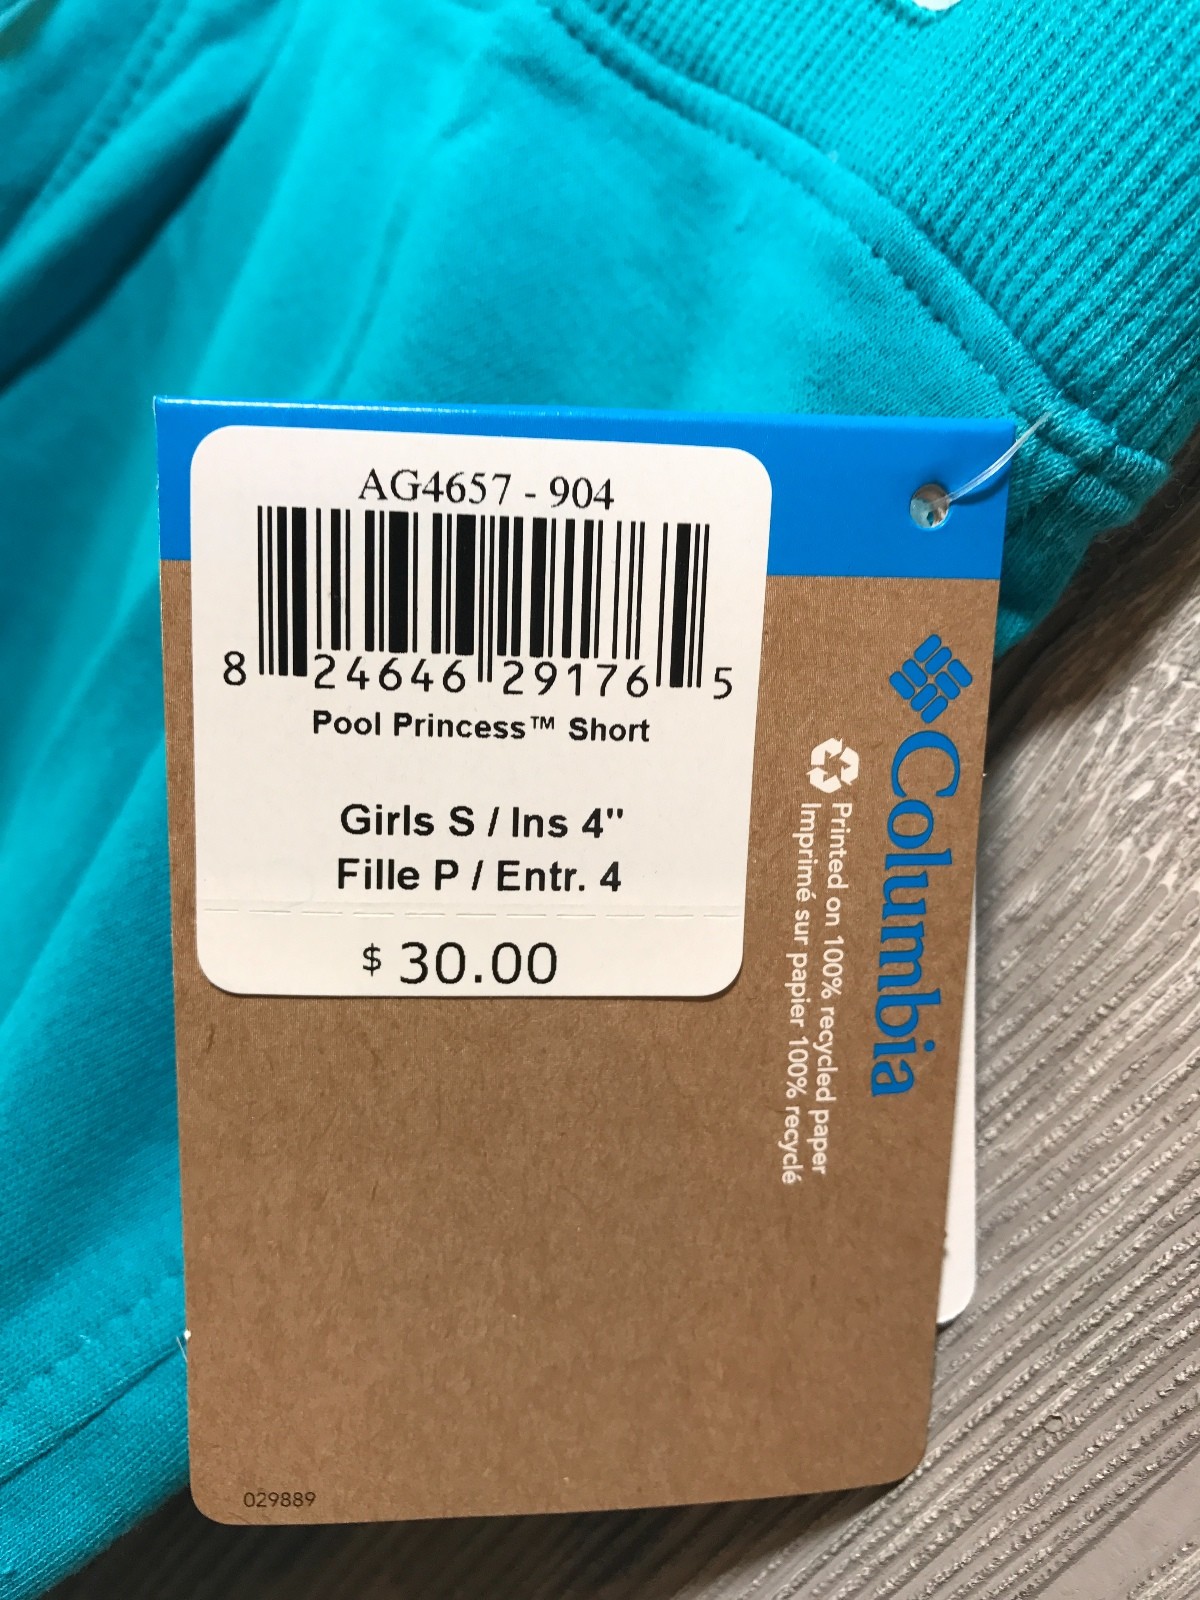 AG4657 - 904
8 24646 29176 5
Pool Princess™ Short
Girls S / Ins 4"
Fille P / Entr. 4
$ 30.00
Columbia
Printed on 100% recycled paper
Imprimé sur papier 100% recyclé
029889